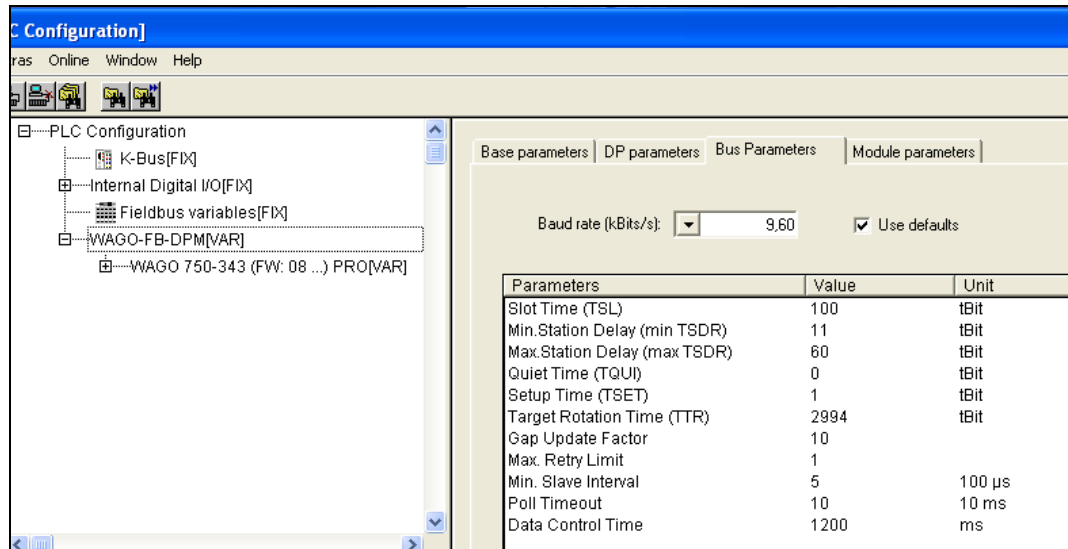 C Configuration]
ras Online Window Help
PLC Configuration
K-Bus[FIX]
Internal Digital I/O[FIX]
Fieldbus variables[FIX]
WAGO-FB-DPM[VAR]
WAGO 750-343 (FW: 08 ...) PRO[VAR]
Base parameters DP parameters Bus Parameters Module parameters
Baud rate (kBits/s): 9,60 Use defaults
Parameters Value Unit
Slot Time (TSL) 100 tBit
Min.Station Delay (min TSDR) 11 tBit
Max.Station Delay (max TSDR) 60 tBit
Quiet Time (TQUI) 0 tBit
Setup Time (TSET) 1 tBit
Target Rotation Time (TTR) 2994 tBit
Gap Update Factor 10
Max. Retry Limit 1
Min. Slave Interval 5 100 µs
Poll Timeout 10 10 ms
Data Control Time 1200 ms